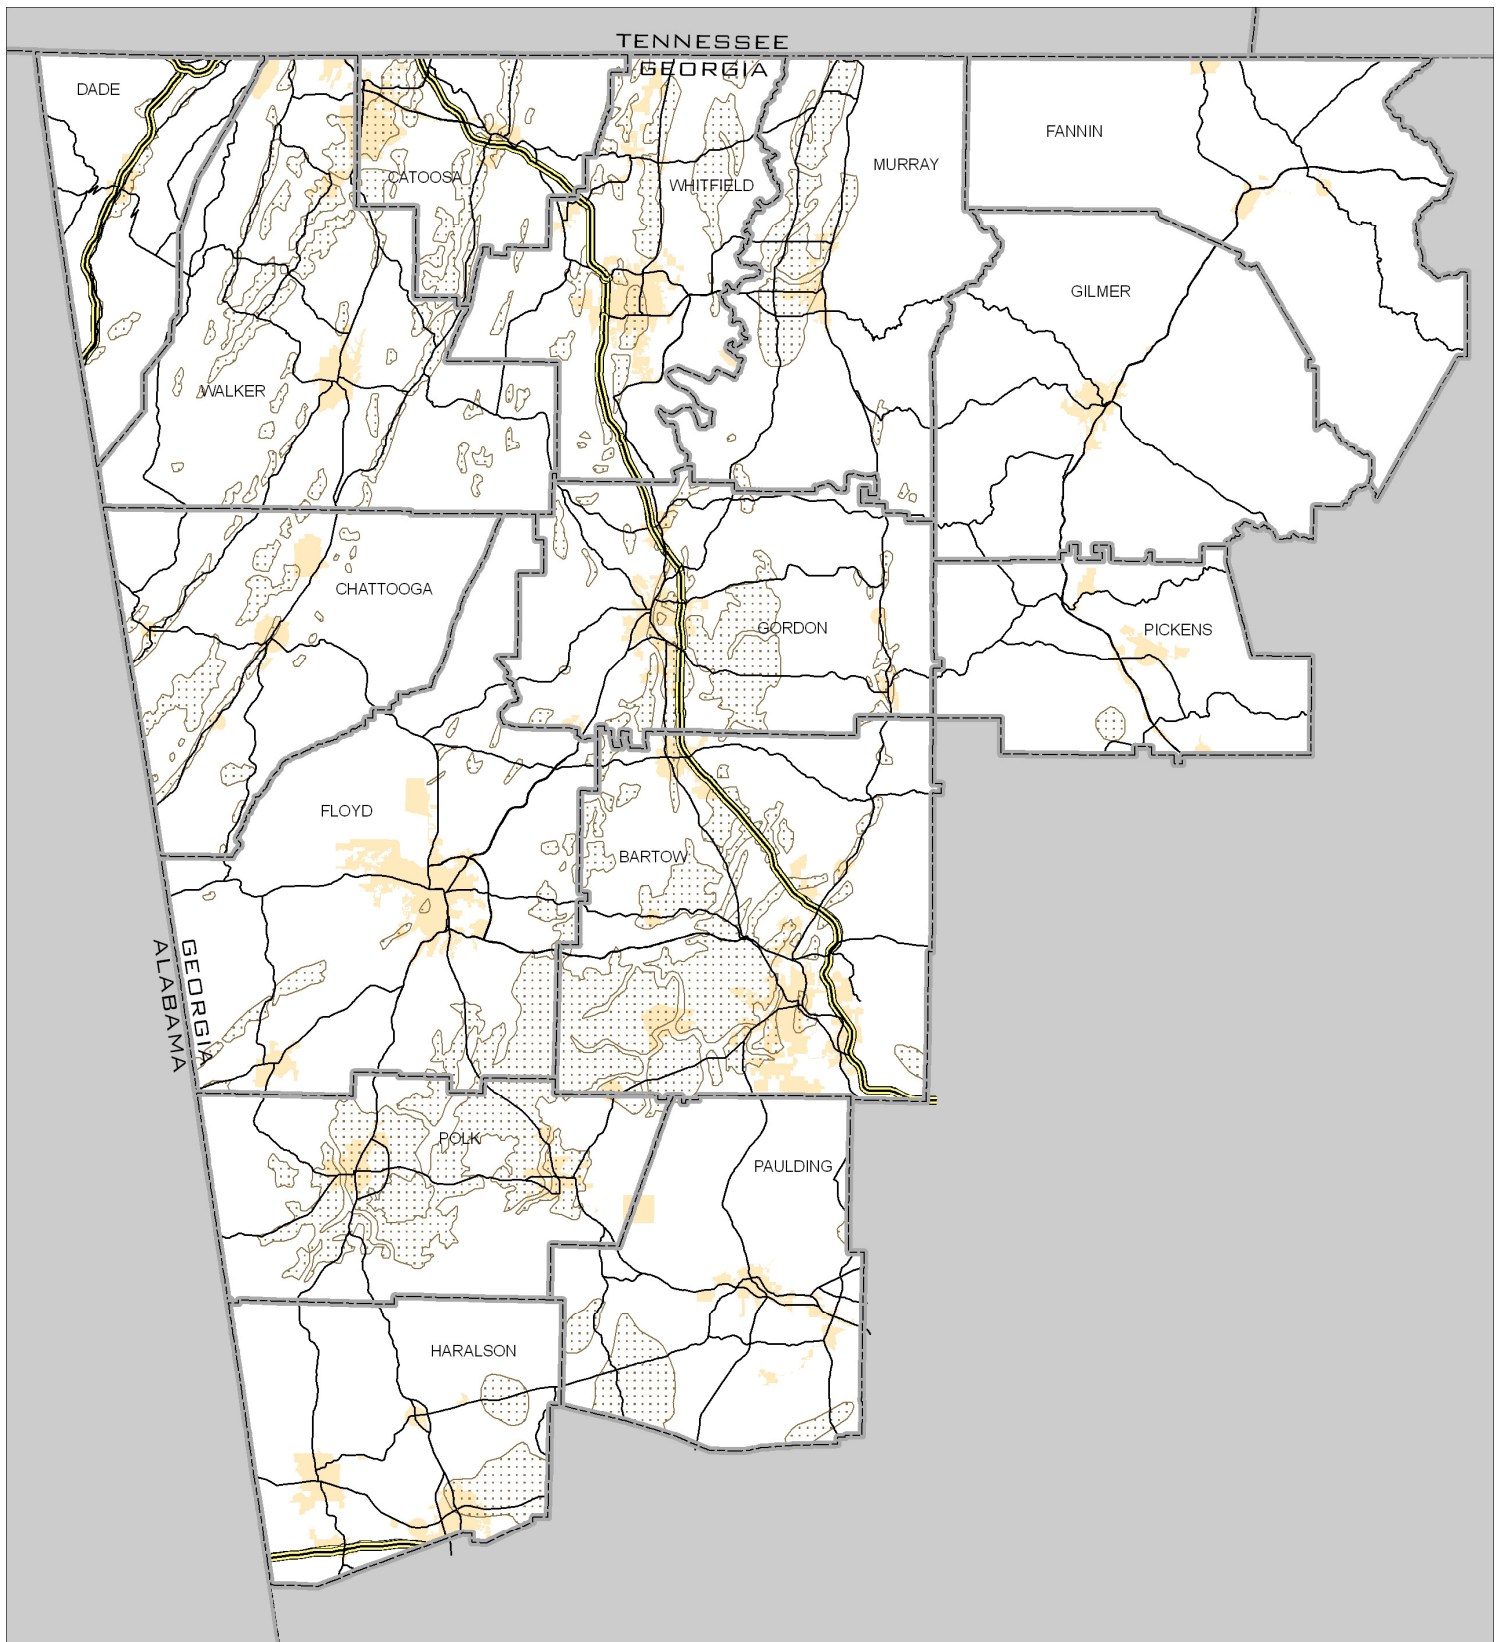 TENNESSEE
GEORGIA
DADE
FANNIN
MURRAY
CATOOSA
WHITFIELD
GILMER
WALKER
CHATTOOGA
GORDON
PICKENS
FLOYD
BARTOW
GEORGIA
ALABAMA
POLK
PAULDING
HARALSON